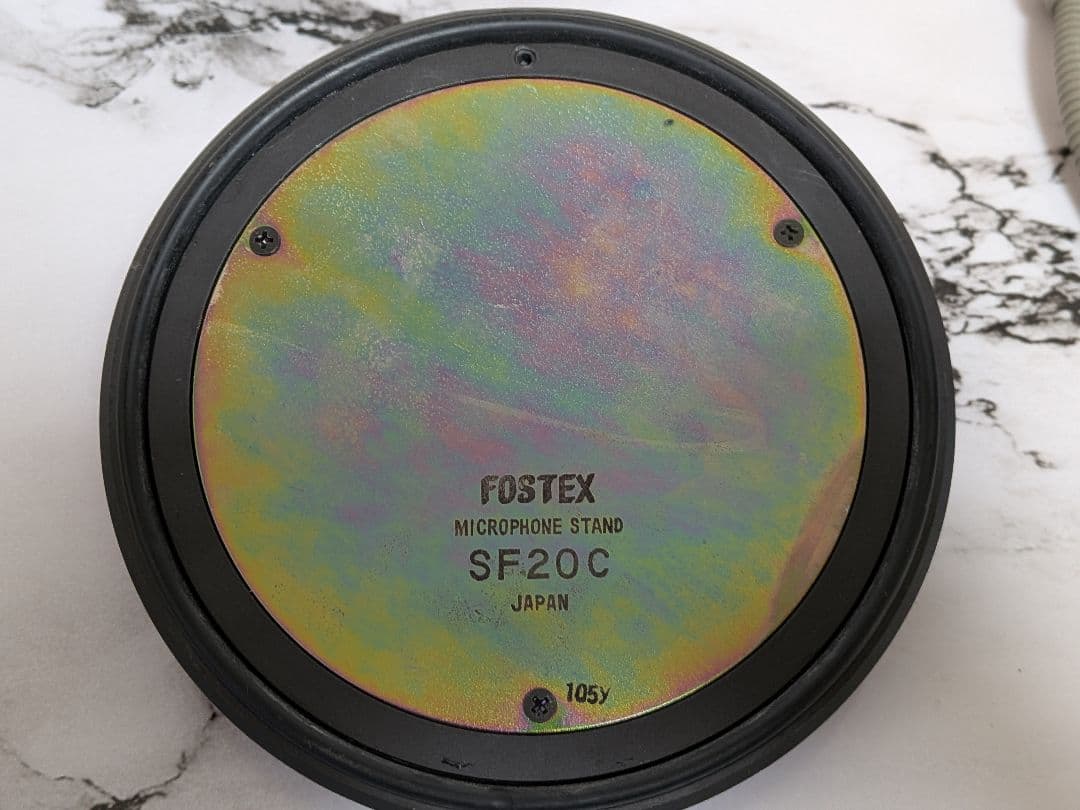 FOSTEX
MICROPHONE STAND
SF20C
JAPAN
105y